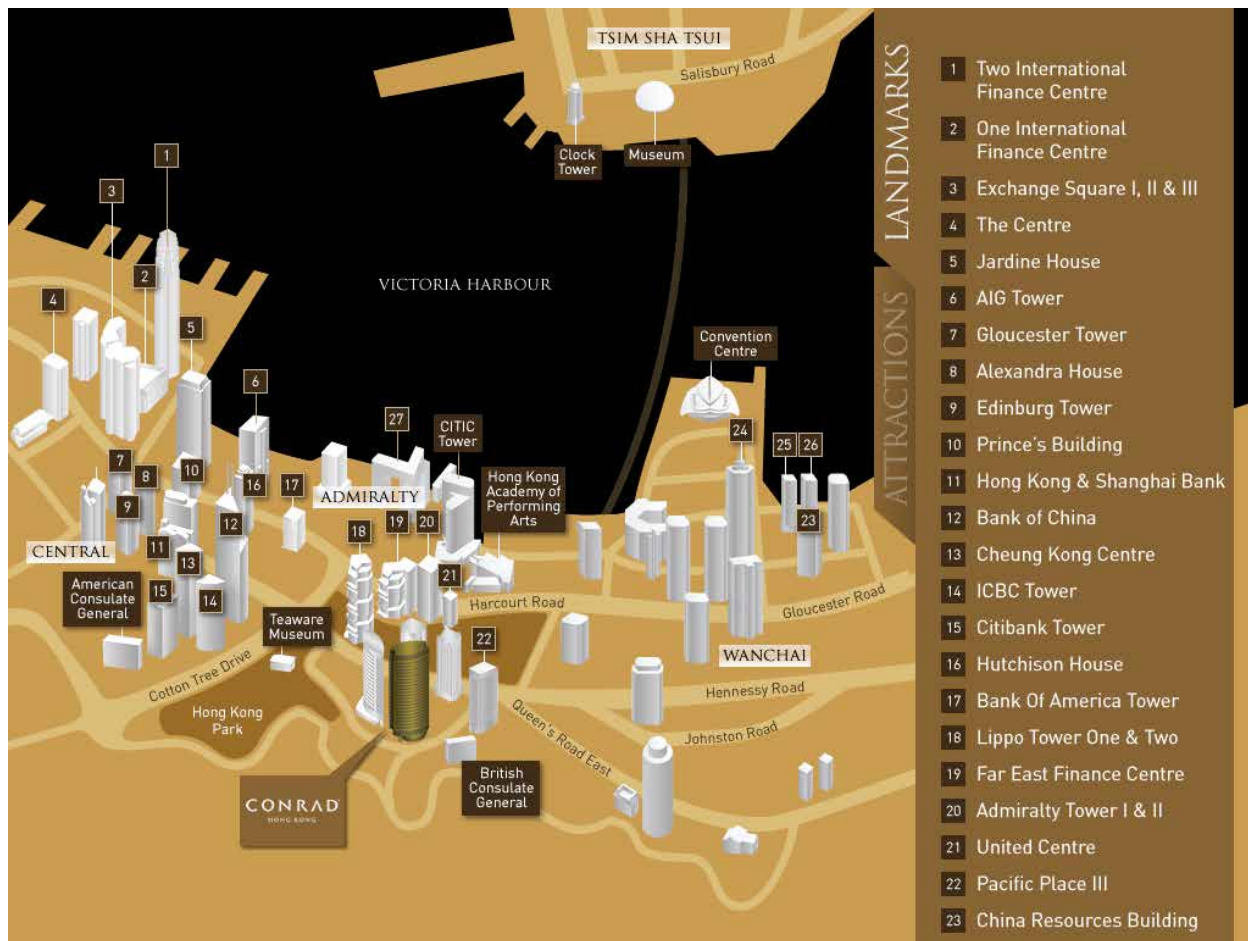 TSIM SHA TSUI
Salisbury Road
Clock
Tower
Museum
1
3
2
4
5
6
VICTORIA HARBOUR
Convention
Centre
27
CITIC
Tower
24
25
26
Hong Kong
Academy of
Performing
Arts
7
8
10
16
17
ADMIRALTY
9
12
18
19
20
23
CENTRAL
11
13
21
American
Consulate
General
15
14
Harcourt Road
Gloucester Road
Teaware
Museum
22
WANCHAI
Cotton Tree Drive
Hennessy Road
Hong Kong
Park
Queen's Road East
Johnston Road
British
Consulate
General
CONRAD
HONG KONG
LANDMARKS
ATTRACTIONS
1 Two International
Finance Centre
2 One International
Finance Centre
3 Exchange Square I, II & III
4 The Centre
5 Jardine House
6 AIG Tower
7 Gloucester Tower
8 Alexandra House
9 Edinburg Tower
10 Prince's Building
11 Hong Kong & Shanghai Bank
12 Bank of China
13 Cheung Kong Centre
14 ICBC Tower
15 Citibank Tower
16 Hutchison House
17 Bank Of America Tower
18 Lippo Tower One & Two
19 Far East Finance Centre
20 Admiralty Tower I & II
21 United Centre
22 Pacific Place III
23 China Resources Building